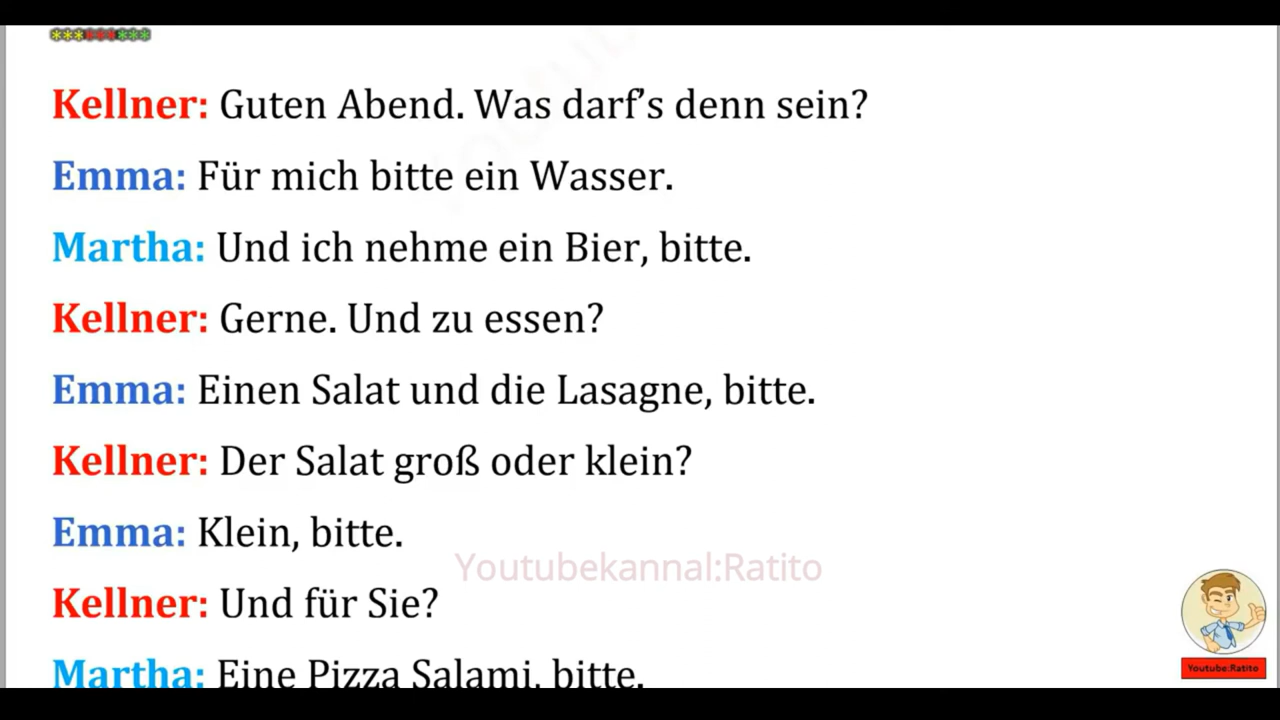 Kellner: Guten Abend. Was darf’s denn sein?
Emma: Für mich bitte ein Wasser.
Martha: Und ich nehme ein Bier, bitte.
Kellner: Gerne. Und zu essen?
Emma: Einen Salat und die Lasagne, bitte.
Kellner: Der Salat groß oder klein?
Emma: Klein, bitte.
Youtubekannal:Ratito
Kellner: Und für Sie?
Martha: Eine Pizza Salami, bitte.
Youtube:Ratito